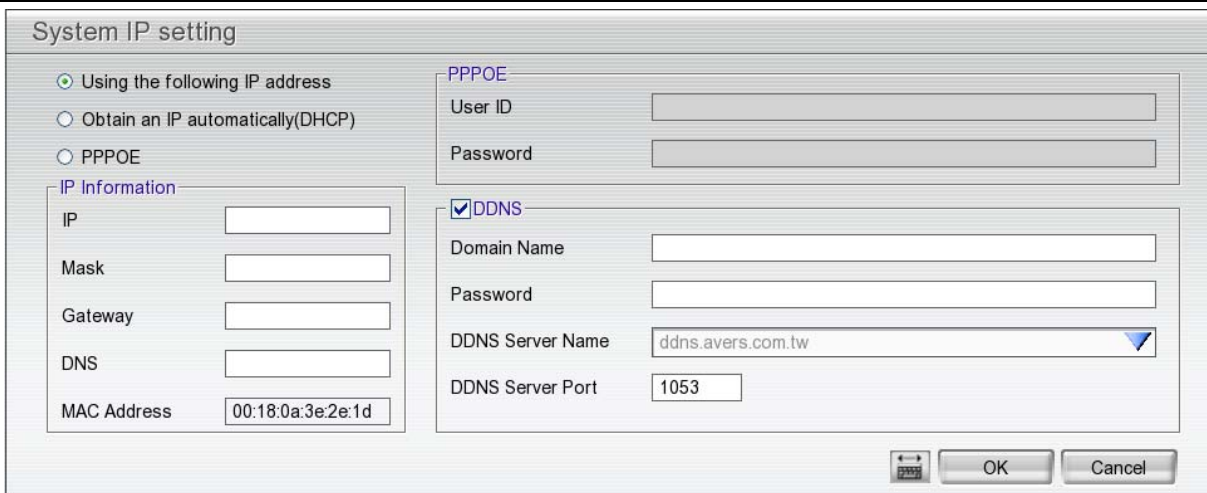 System IP setting
Using the following IP address
Obtain an IP automatically(DHCP)
PPPOE
IP Information
IP
Mask
Gateway
DNS
MAC Address 00:18:0a:3e:2e:1d
PPPOE
User ID
Password
DDNS
Domain Name
Password
DDNS Server Name ddns.avers.com.tw
DDNS Server Port 1053
OK Cancel